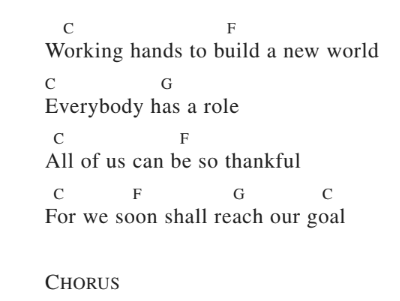 C F
Working hands to build a new world
C G
Everybody has a role
C F
All of us can be so thankful
C F G C
For we soon shall reach our goal
CHORUS